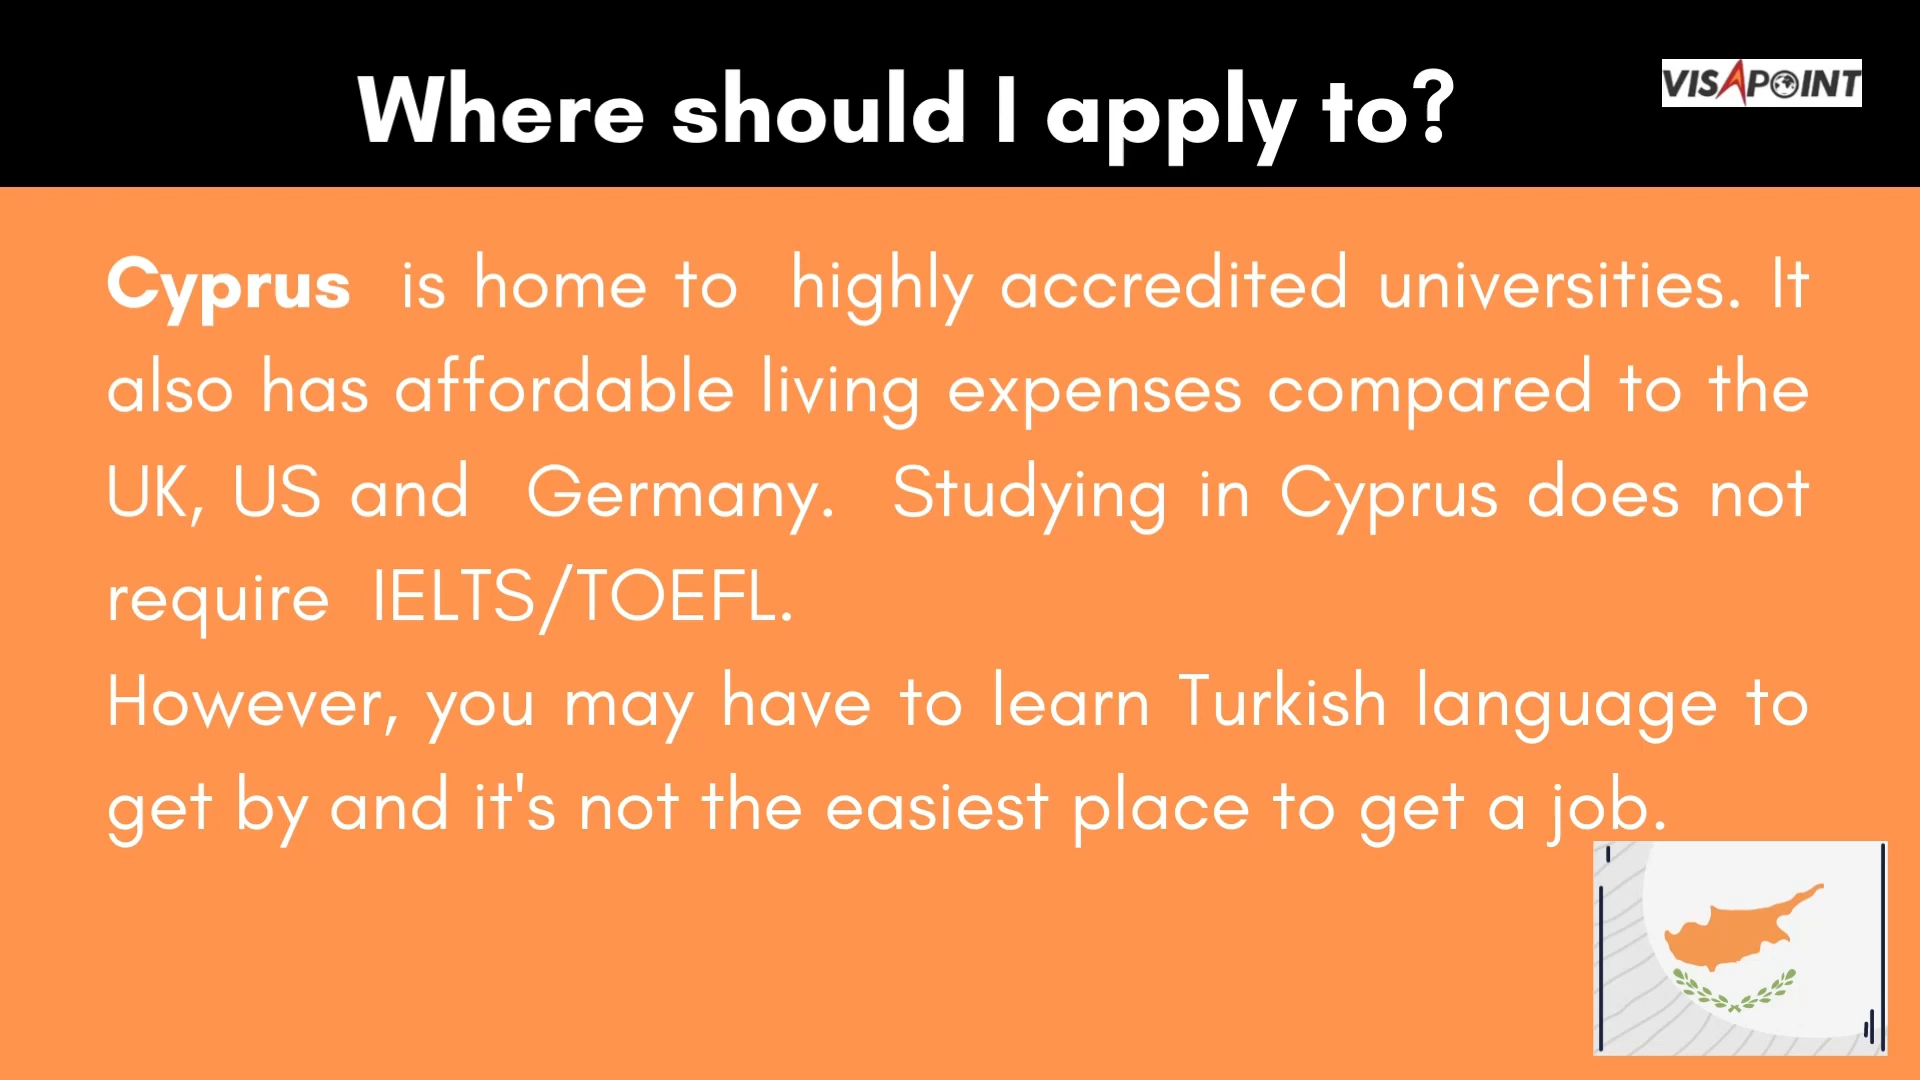 Where should I apply to?
VISAPOINT
Cyprus is home to highly accredited universities. It
also has affordable living expenses compared to the
UK, US and Germany. Studying in Cyprus does not
require IELTS/TOEFL.
However, you may have to learn Turkish language to
get by and it's not the easiest place to get a job.